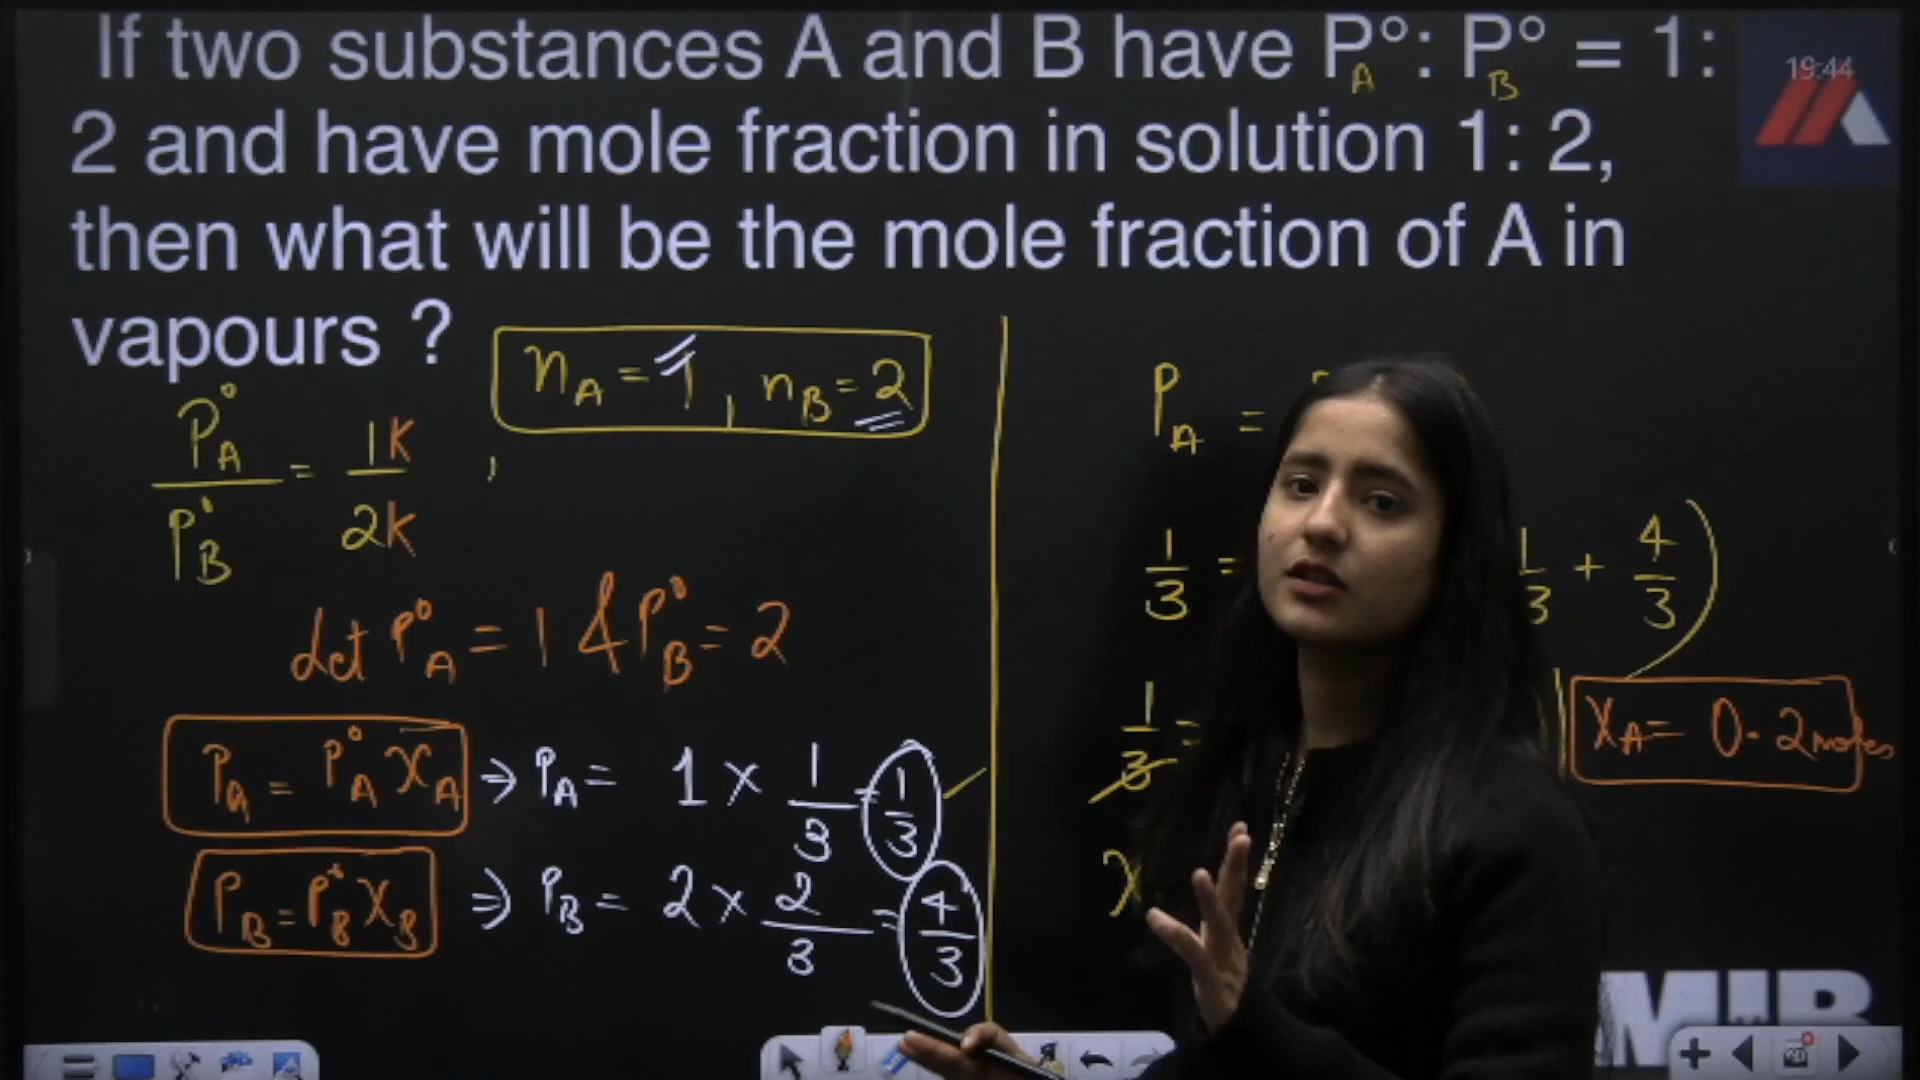 If two substances A and B have P°A : P°B = 1:
2 and have mole fraction in solution 1: 2,
then what will be the mole fraction of A in
vapours ?
19:44
nA = 1 , nB = 2
P°A / P°B = 1K / 2K ,
Let P°A = 1 & P°B = 2
PA = P°A XA ⇒ PA = 1 × 1/3 = 1/3
PB = P°B XB ⇒ PB = 2 × 2/3 = 4/3
PA =
1/3 = 1/3 + 4/3 )
1/3 =
XA = 0.2 moles
X